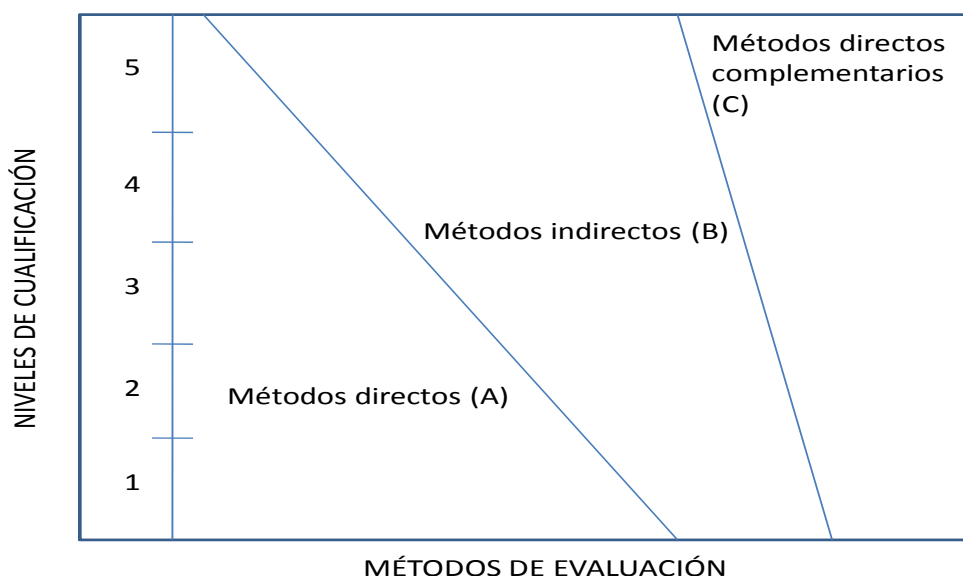 Métodos directos
complementarios
(C)
5
4
Métodos indirectos (B)
3
NIVELES DE CUALIFICACIÓN
2
Métodos directos (A)
1
MÉTODOS DE EVALUACIÓN